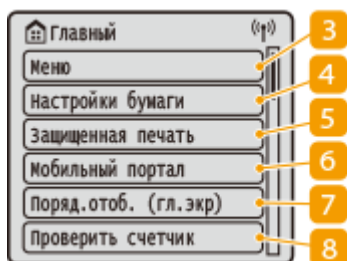 Главный
3
Меню
4
Настройки бумаги
5
Защищенная печать
6
Мобильный портал
7
Поряд.отоб. (гл.экр)
8
Проверить счетчик